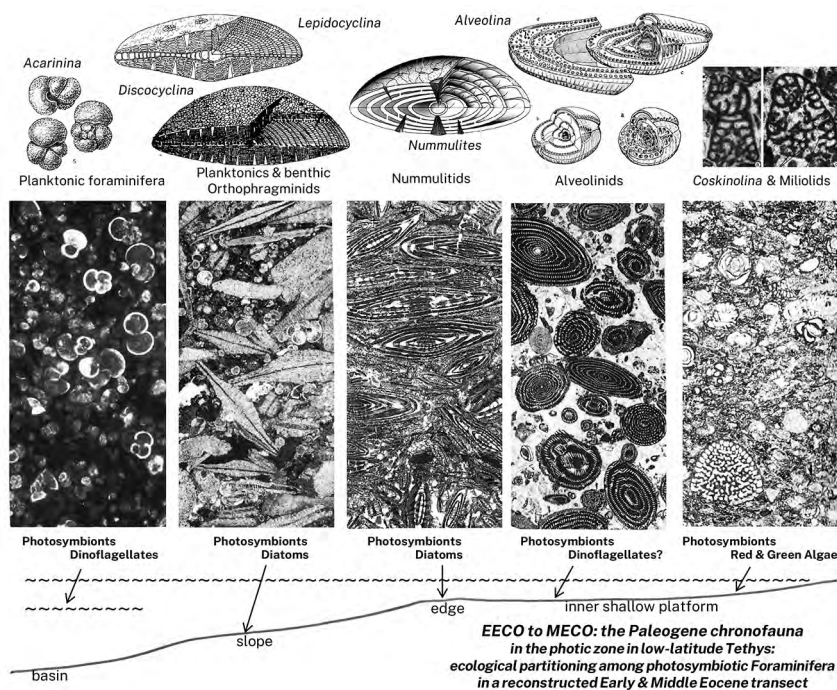 Lepidocyclina
Alveolina
Acarinina
Discocyclina
Nummulites
Planktonic foraminifera
Planktonics & benthic
Orthophragminids
Nummulitids
Alveolinids
Coskinolina & Miliolids
Photosymbionts
Dinoflagellates
Photosymbionts
Diatoms
Photosymbionts
Diatoms
Photosymbionts
Dinoflagellates?
Photosymbionts
Red & Green Algae
edge
inner shallow platform
slope
basin
EECO to MECO: the Paleogene chronofauna
in the photic zone in low-latitude Tethys:
ecological partitioning among photosymbiotic Foraminifera
in a reconstructed Early & Middle Eocene transect